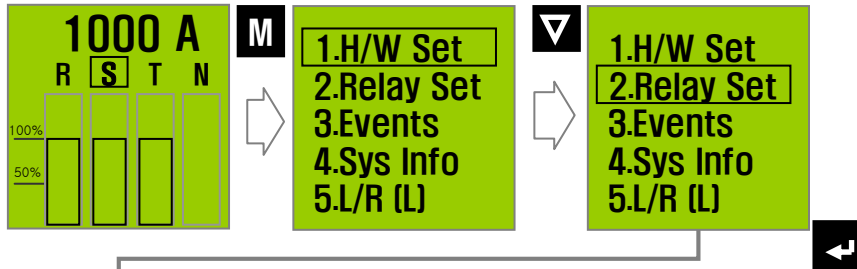 1000 A
R S T N
100%
50%
M
1.H/W Set
2.Relay Set
3.Events
4.Sys Info
5.L/R (L)
1.H/W Set
2.Relay Set
3.Events
4.Sys Info
5.L/R (L)